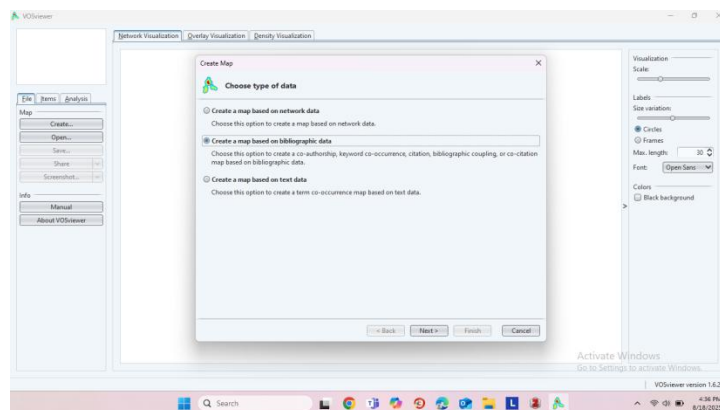 VOSviewer
File Items Analysis
Map
Create...
Open...
Save...
Share
Screenshot...
Info
Manual
About VOSviewer
Network Visualization Overlay Visualization Density Visualization
Create Map
Choose type of data
Create a map based on network data
Choose this option to create a map based on network data.
Create a map based on bibliographic data
Choose this option to create a co-authorship, keyword co-occurrence, citation, bibliographic coupling, or co-citation
map based on bibliographic data.
Create a map based on text data
Choose this option to create a term co-occurrence map based on text data.
< Back Next > Finish Cancel
Visualization
Scale:
Labels
Size variation:
Circles
Frames
Max. length: 30
Font: Open Sans
Colors
Black background
>
Activate Windows
Go to Settings to activate Windows.
VOSviewer version 1.6.2
Search
4:36 PM